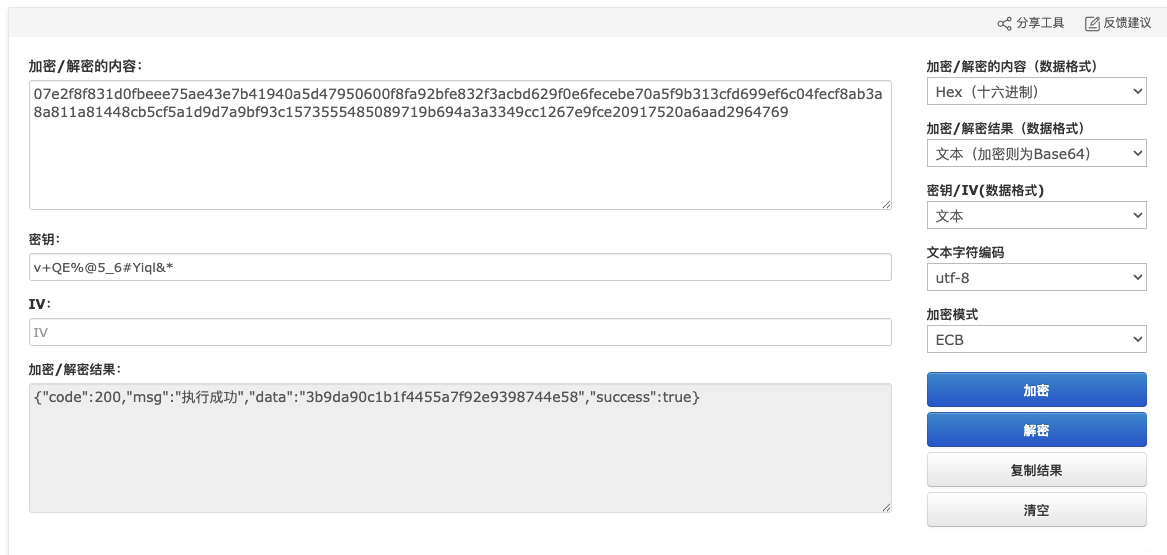 分享工具 反馈建议
加密/解密的内容：
07e2f8f831d0fbeee75ae43e7b41940a5d47950600f8fa92bfe832f3acbd629f0e6fecebe70a5f9b313cfd699ef6c04fecf8ab3a
8a811a81448cb5cf5a1d9d7a9bf93c1573555485089719b694a3a3349cc1267e9fce20917520a6aad2964769
密钥：
v+QE%@5_6#Yiql&*
IV：
IV
加密/解密结果：
{"code":200,"msg":"执行成功","data":"3b9da90c1b1f4455a7f92e9398744e58","success":true}
加密/解密的内容（数据格式）
Hex（十六进制）
加密/解密结果（数据格式）
文本（加密则为Base64）
密钥/IV(数据格式)
文本
文本字符编码
utf-8
加密模式
ECB
加密
解密
复制结果
清空